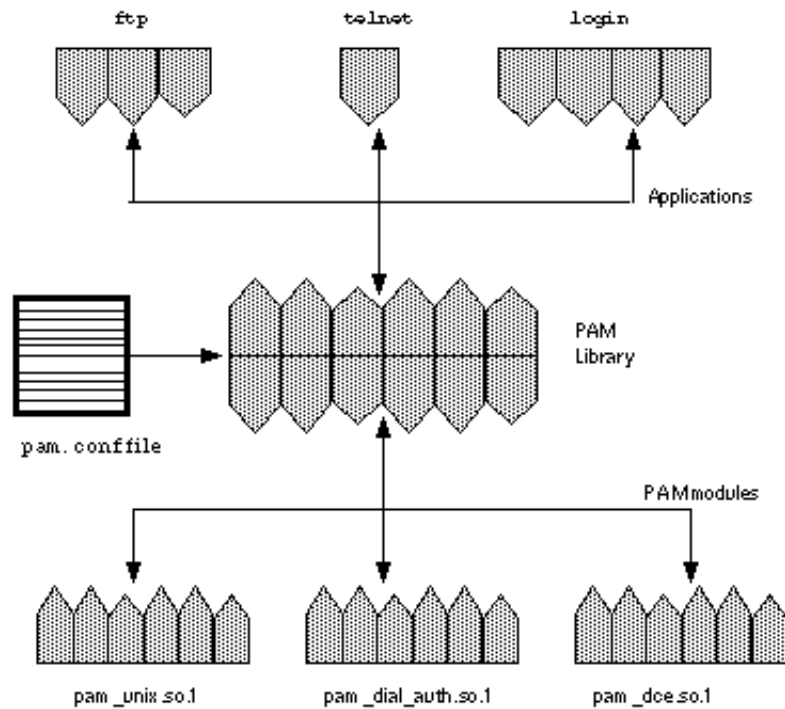 ftp
telnet
login
Applications
PAM
Library
pam.conffile
PAMmodules
pam_unix.so.1
pam_dial_auth.so.1
pam_dce.so.1